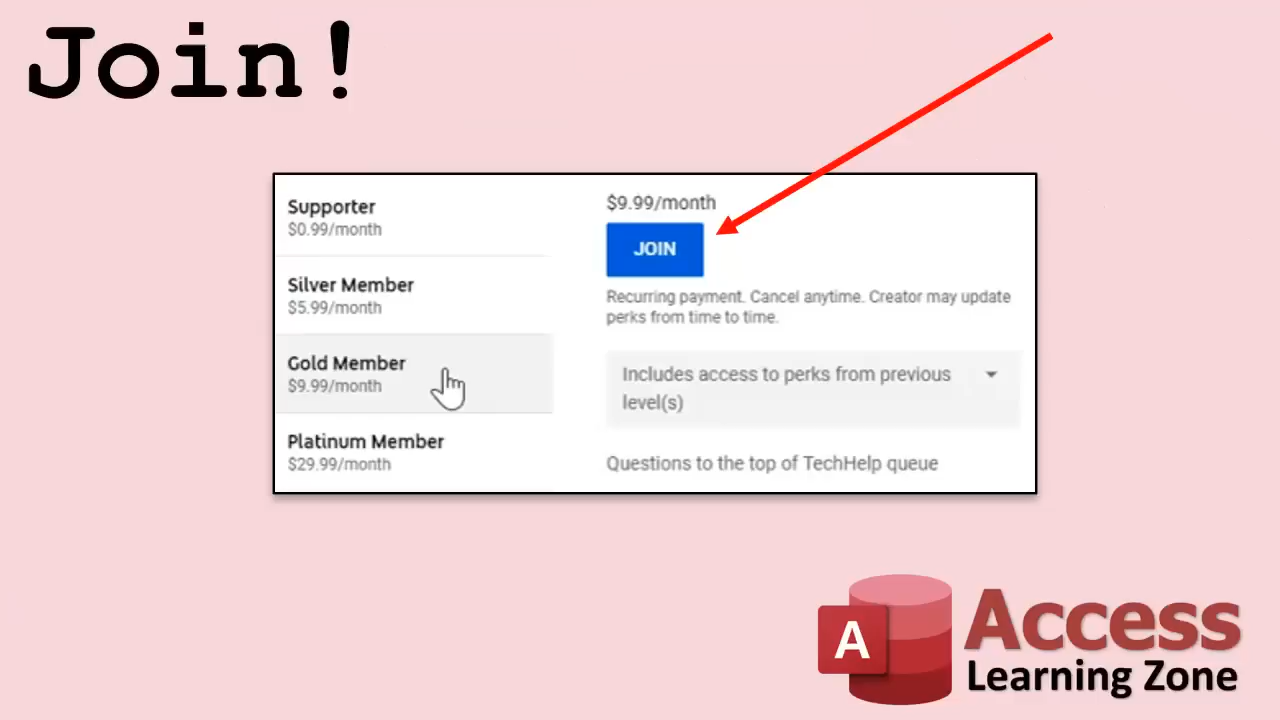 Join!
Supporter
$0.99/month
Silver Member
$5.99/month
Gold Member
$9.99/month
Platinum Member
$29.99/month
$9.99/month
JOIN
Recurring payment. Cancel anytime. Creator may update
perks from time to time.
Includes access to perks from previous
level(s)
Questions to the top of TechHelp queue
A
Access
Learning Zone